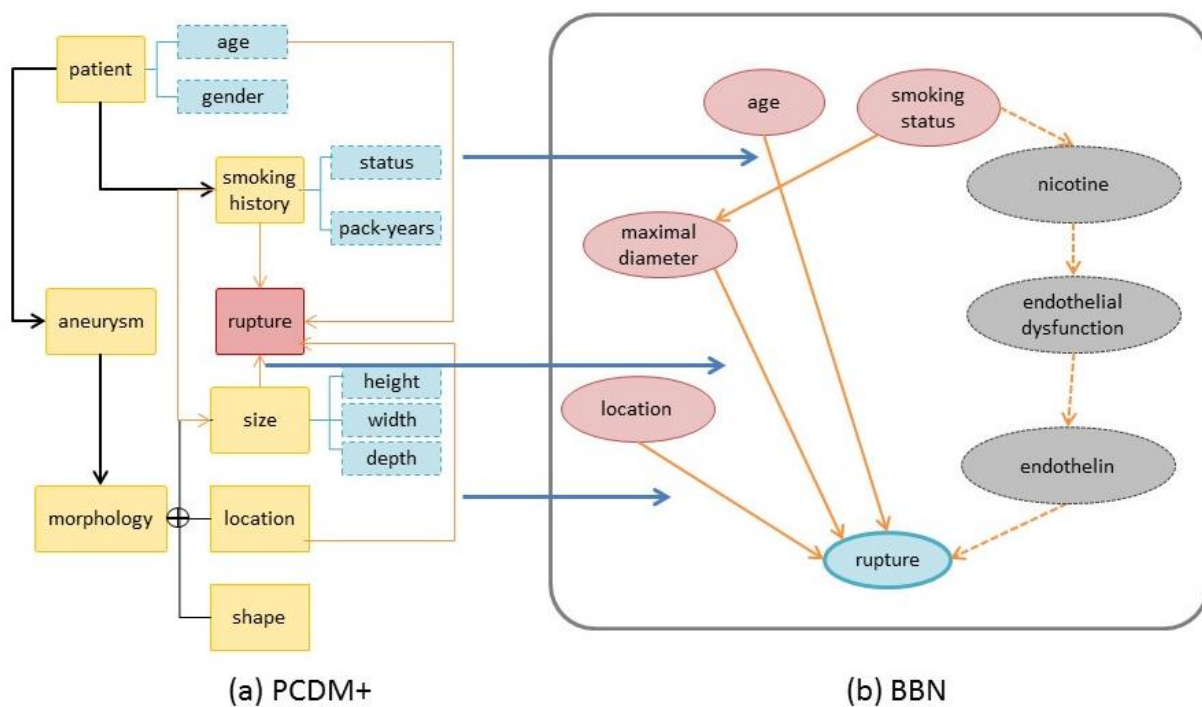 patient
age
gender
smoking
history
status
pack-years
aneurysm
rupture
size
height
width
depth
morphology
location
shape
(a) PCDM+
age
smoking
status
nicotine
maximal
diameter
endothelial
dysfunction
location
endothelin
rupture
(b) BBN